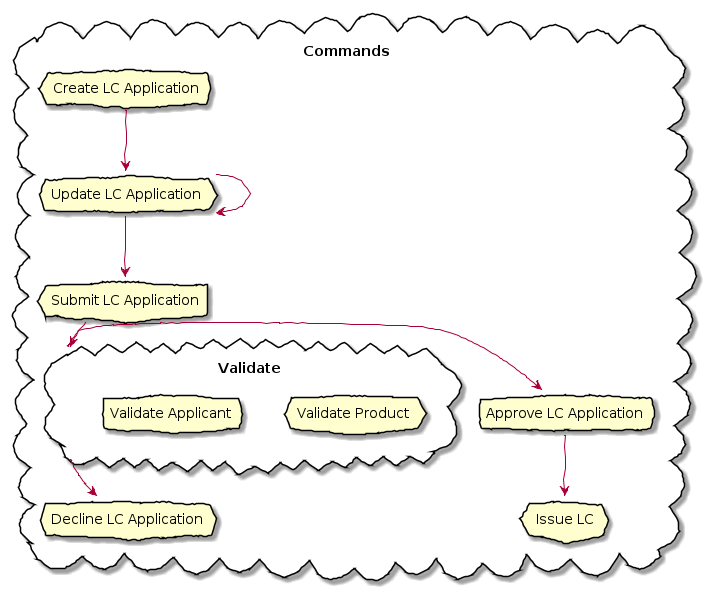 Commands
Create LC Application
Update LC Application
Submit LC Application
Validate
Validate Applicant
Validate Product
Approve LC Application
Decline LC Application
Issue LC